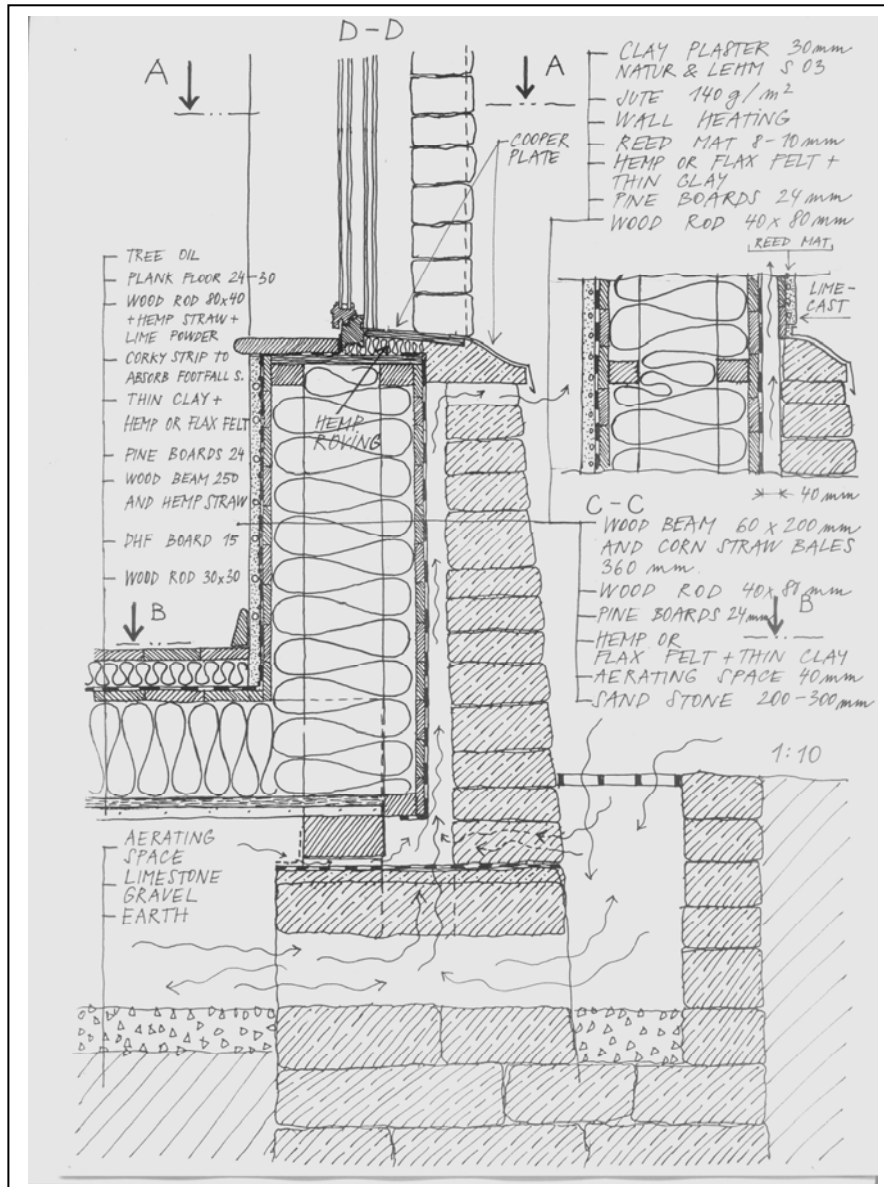 D-D
A
A
CLAY PLASTER 30mm
NATUR & LEHM S 03
JUTE 140g/m²
WALL HEATING
REED MAT 8-10mm
HEMP OR FLAX FELT +
THIN CLAY
PINE BOARDS 24mm
WOOD ROD 40x80mm
COOPER
PLATE
REED MAT
LIME-
CAST
40mm
TREE OIL
PLANK FLOOR 24-30
WOOD ROD 80x40
+HEMP STRAW+
LIME POWDER
CORKY STRIP TO
ABSORB FOOTFALL S.
THIN CLAY+
HEMP OR FLAX FELT
PINE BOARDS 24
WOOD BEAM 250
AND HEMP STRAW
DHF BOARD 15
WOOD ROD 30x30
B
HEMP
ROVING
C-C
WOOD BEAM 60x200mm
AND CORN STRAW BALES
360 mm.
WOOD ROD 40x80mm
PINE BOARDS 24mm
B
HEMP OR
FLAX FELT+THIN CLAY
AERATING SPACE 40mm
SAND STONE 200-300mm
1:10
AERATING
SPACE
LIMESTONE
GRAVEL
EARTH